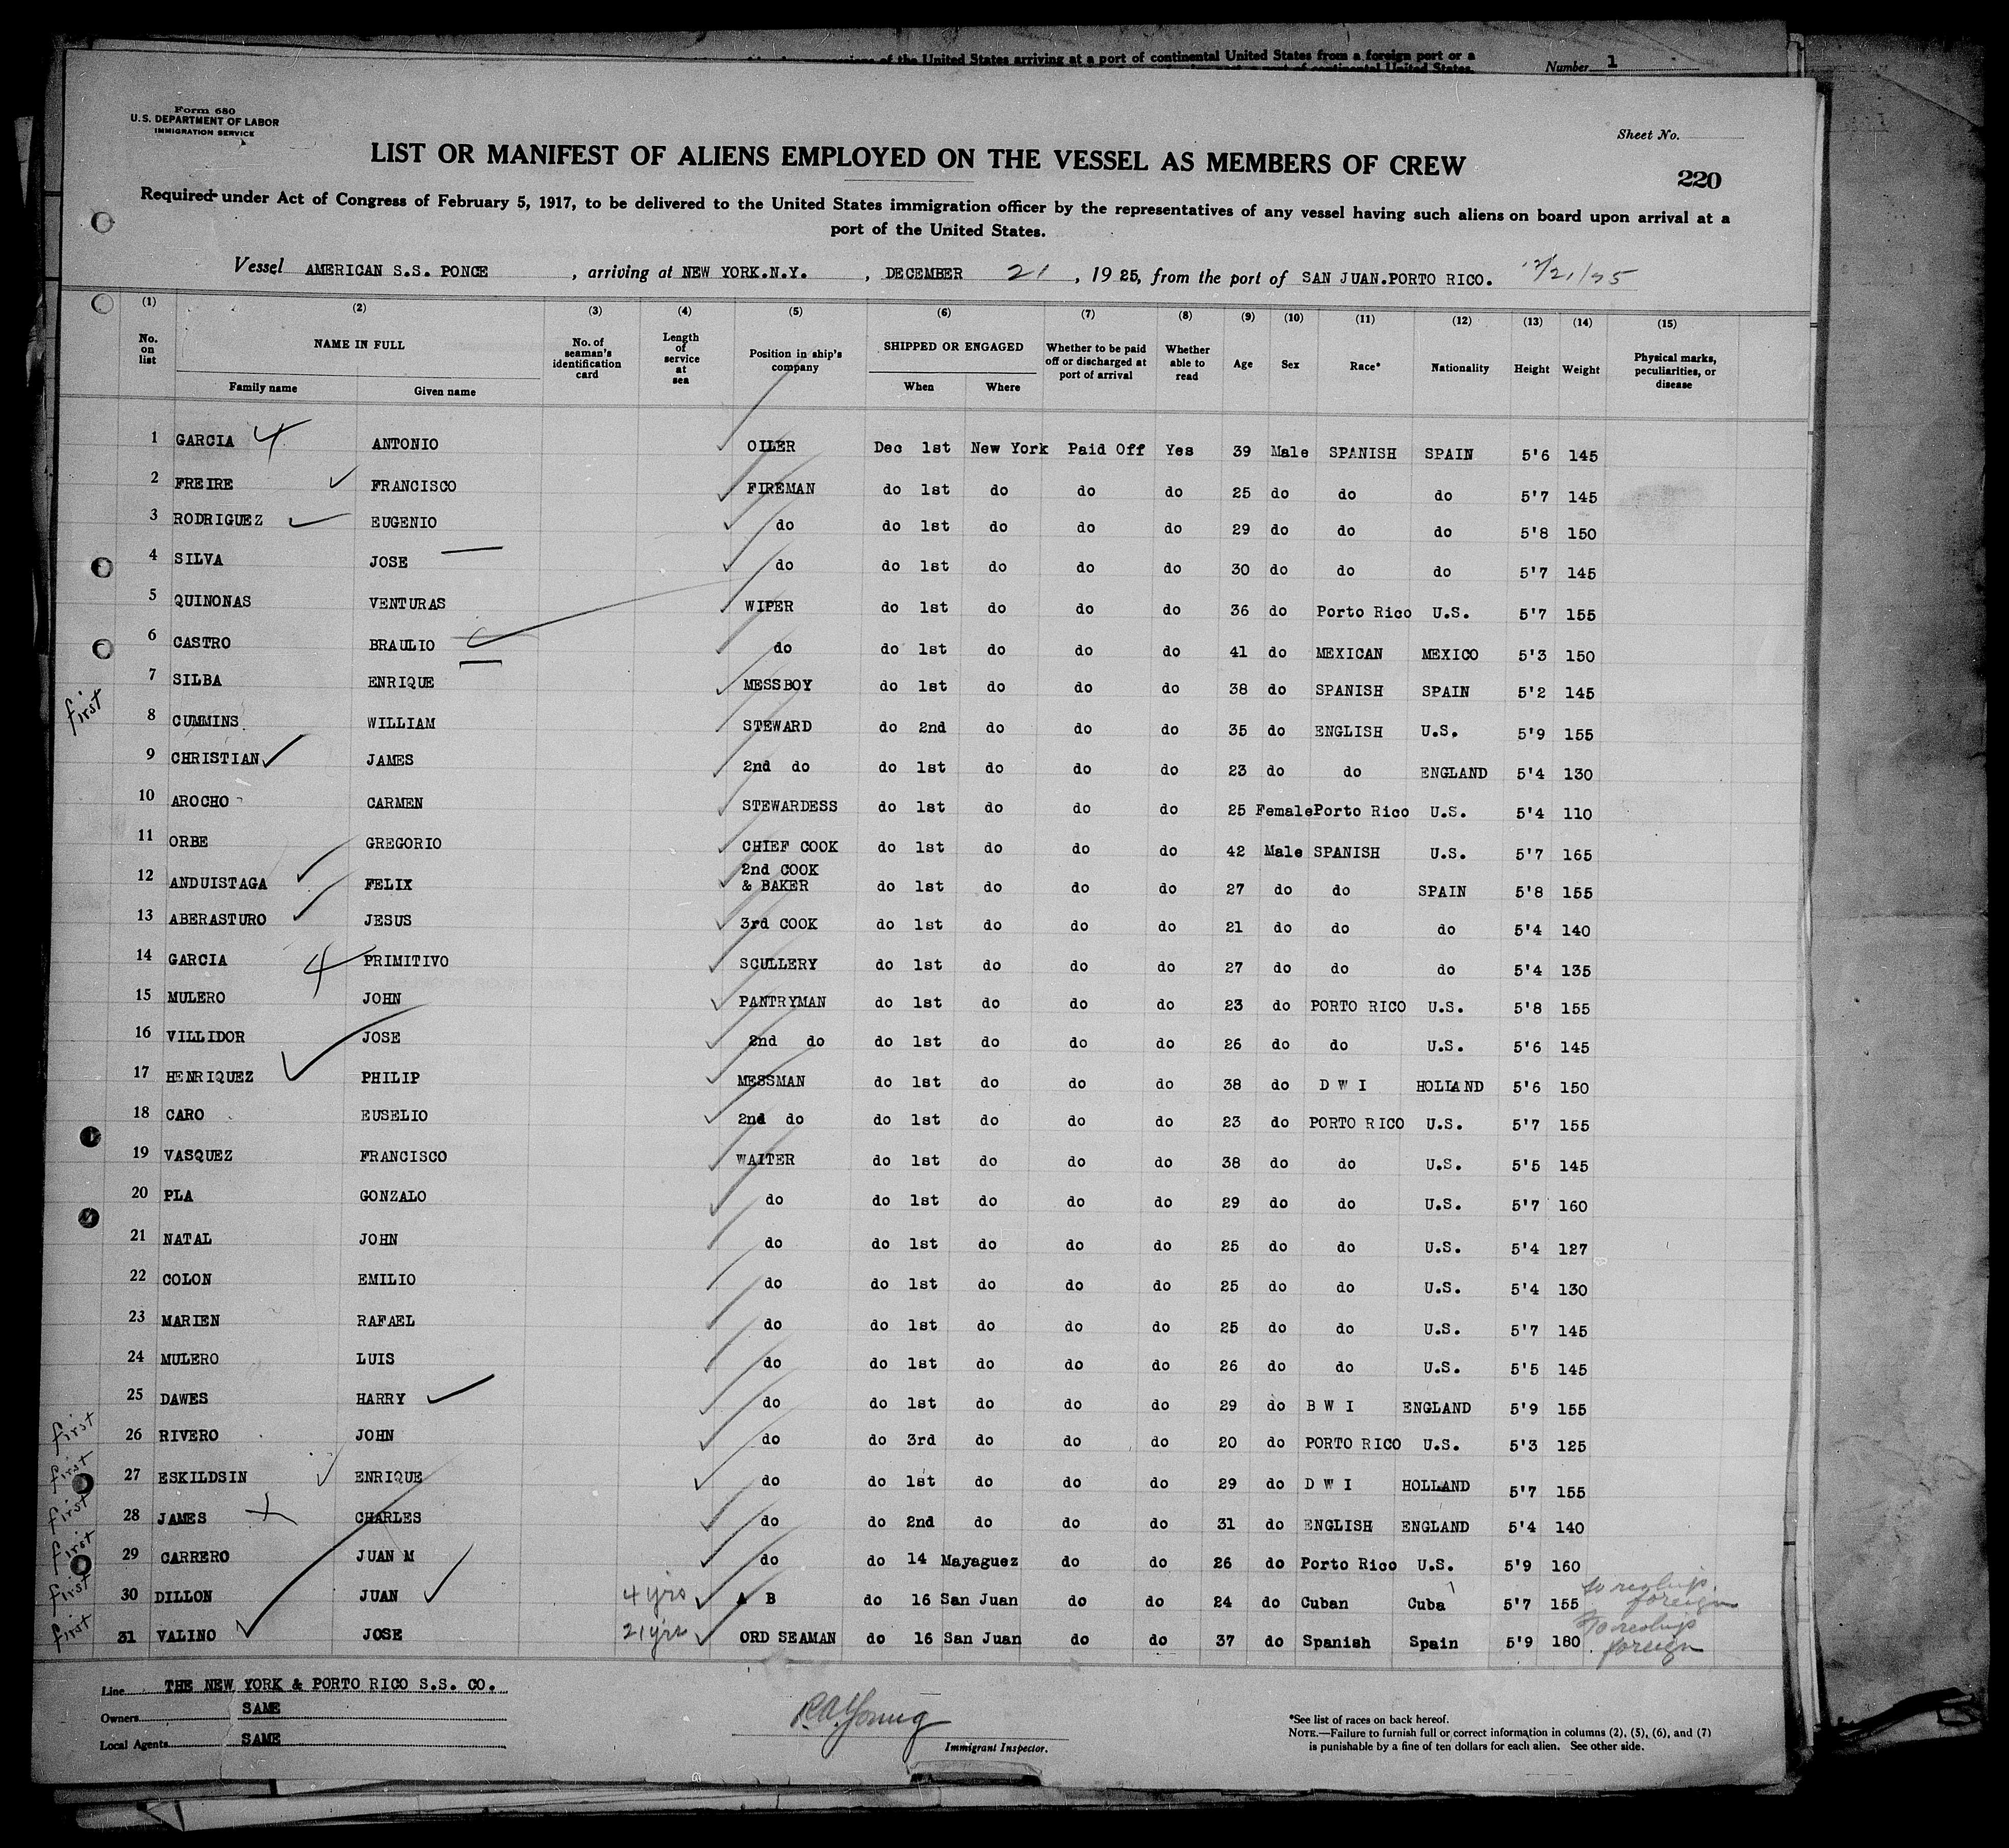 of the United States arriving at a port of continental United States from a foreign port or a
Number 1
Form 680
U.S. DEPARTMENT OF LABOR
IMMIGRATION SERVICE
Sheet No.
LIST OR MANIFEST OF ALIENS EMPLOYED ON THE VESSEL AS MEMBERS OF CREW
220
Required under Act of Congress of February 5, 1917, to be delivered to the United States immigration officer by the representatives of any vessel having such aliens on board upon arrival at a
port of the United States.
Vessel AMERICAN S.S. PONCE, arriving at NEW YORK.N.Y., DECEMBER 21, 1925, from the port of SAN JUAN.PORTO RICO. 12/21/25
(1) (2) (3) (4) (5) (6) (7) (8) (9) (10) (11) (12) (13) (14) (15)
No. on list NAME IN FULL Family name Given name No. of seaman's identification card Length of service at sea Position in ship's company SHIPPED OR ENGAGED When Where Whether to be paid off or discharged at port of arrival Whether able to read Age Sex Race* Nationality Height Weight Physical marks, peculiarities, or disease
1 GARCIA ANTONIO OILER Dec 1st New York Paid Off Yes 39 Male SPANISH SPAIN 5'6 145
2 FREIRE FRANCISCO FIREMAN do 1st do do do 25 do do do 5'7 145
3 RODRIGUEZ EUGENIO do do 1st do do do 29 do do do 5'8 150
4 SILVA JOSE do do 1st do do do 30 do do do 5'7 145
5 QUINONAS VENTURAS WIPER do 1st do do do 36 do Porto Rico U.S. 5'7 155
6 CASTRO BRAULIO do do 1st do do do 41 do MEXICAN MEXICO 5'3 150
7 SILBA ENRIQUE MESSBOY do 1st do do do 38 do SPANISH SPAIN 5'2 145
first 8 CUMMINS WILLIAM STEWARD do 2nd do do do 35 do ENGLISH U.S. 5'9 155
9 CHRISTIAN JAMES 2nd do do 1st do do do 23 do do ENGLAND 5'4 130
10 AROCHO CARMEN STEWARDESS do 1st do do do 25 Female Porto Rico U.S. 5'4 110
11 ORBE GREGORIO CHIEF COOK do 1st do do do 42 Male SPANISH U.S. 5'7 165
12 ANDUISTAGA FELIX 2nd COOK & BAKER do 1st do do do 27 do do SPAIN 5'8 155
13 ABERASTURO JESUS 3rd COOK do 1st do do do 21 do do do 5'4 140
14 GARCIA PRIMITIVO SCULLERY do 1st do do do 27 do do do 5'4 135
15 MULERO JOHN PANTRYMAN do 1st do do do 23 do PORTO RICO U.S. 5'8 155
16 VILLIDOR JOSE 2nd do do 1st do do do 26 do do U.S. 5'6 145
17 HENRIQUEZ PHILIP MESSMAN do 1st do do do 38 do D W I HOLLAND 5'6 150
18 CARO EUSELIO 2nd do do 1st do do do 23 do PORTO RICO U.S. 5'7 155
19 VASQUEZ FRANCISCO WAITER do 1st do do do 38 do do U.S. 5'5 145
20 PLA GONZALO do do 1st do do do 29 do do U.S. 5'7 160
21 NATAL JOHN do do 1st do do do 25 do do U.S. 5'4 127
22 COLON EMILIO do do 1st do do do 25 do do U.S. 5'4 130
23 MARIEN RAFAEL do do 1st do do do 25 do do U.S. 5'7 145
24 MULERO LUIS do do 1st do do do 26 do do U.S. 5'5 145
25 DAWES HARRY do do 1st do do do 29 do B W I ENGLAND 5'9 155
first 26 RIVERO JOHN do do 3rd do do do 20 do PORTO RICO U.S. 5'3 125
first 27 ESKILDSIN ENRIQUE do do 1st do do do 29 do D W I HOLLAND 5'7 155
first 28 JAMES CHARLES do do 2nd do do do 31 do ENGLISH ENGLAND 5'4 140
first 29 CARRERO JUAN M do do 14 Mayaguez do do 26 do Porto Rico U.S. 5'9 160
first 30 DILLON JUAN 4 yrs A B do 16 San Juan do do 24 do Cuban Cuba 5'7 155 to reship foreign
first 31 VALINO JOSE 21 yrs ORD SEAMAN do 16 San Juan do do 37 do Spanish Spain 5'9 180 To reship foreign
Line THE NEW YORK & PORTO RICO S.S. CO.
Owners SAME
Local Agents SAME
R.A. Young
Immigrant Inspector.
*See list of races on back hereof.
NOTE.—Failure to furnish full or correct information in columns (2), (5), (6), and (7)
is punishable by a fine of ten dollars for each alien. See other side.